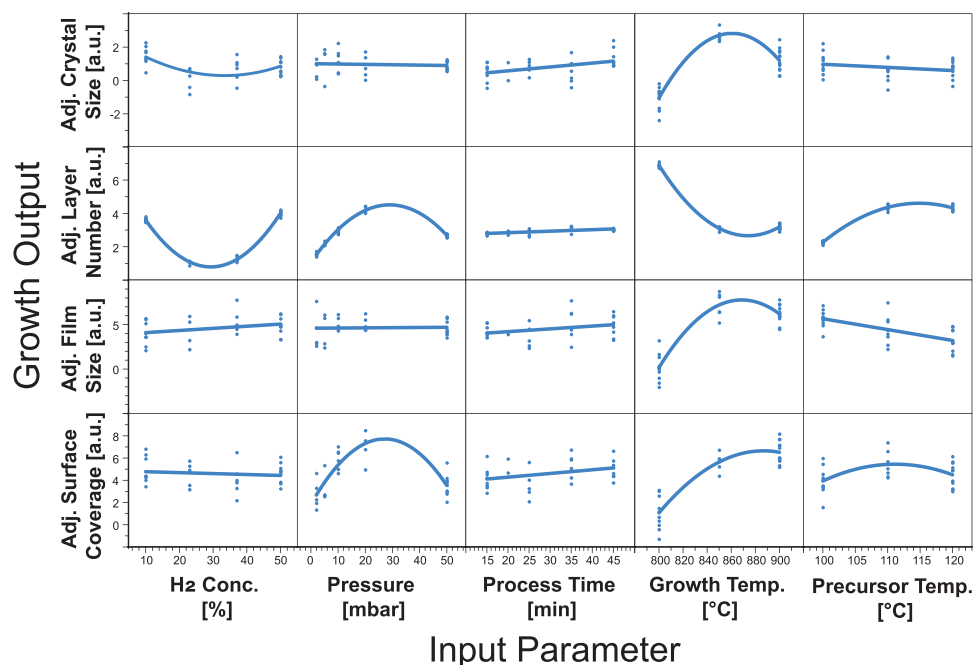 Growth Output
Adj. Crystal
Size [a.u.]
2
0
-2
Adj. Layer
Number [a.u.]
6
4
2
Adj. Film
Size [a.u.]
5
0
Adj. Surface
Coverage [a.u.]
8
6
4
2
0
10 20 30 40 50
0 10 20 30 40 50
15 20 25 30 35 40 45
800 820 840 860 880 900
100 105 110 115 120
H2 Conc.
[%]
Pressure
[mbar]
Process Time
[min]
Growth Temp.
[°C]
Precursor Temp.
[°C]
Input Parameter